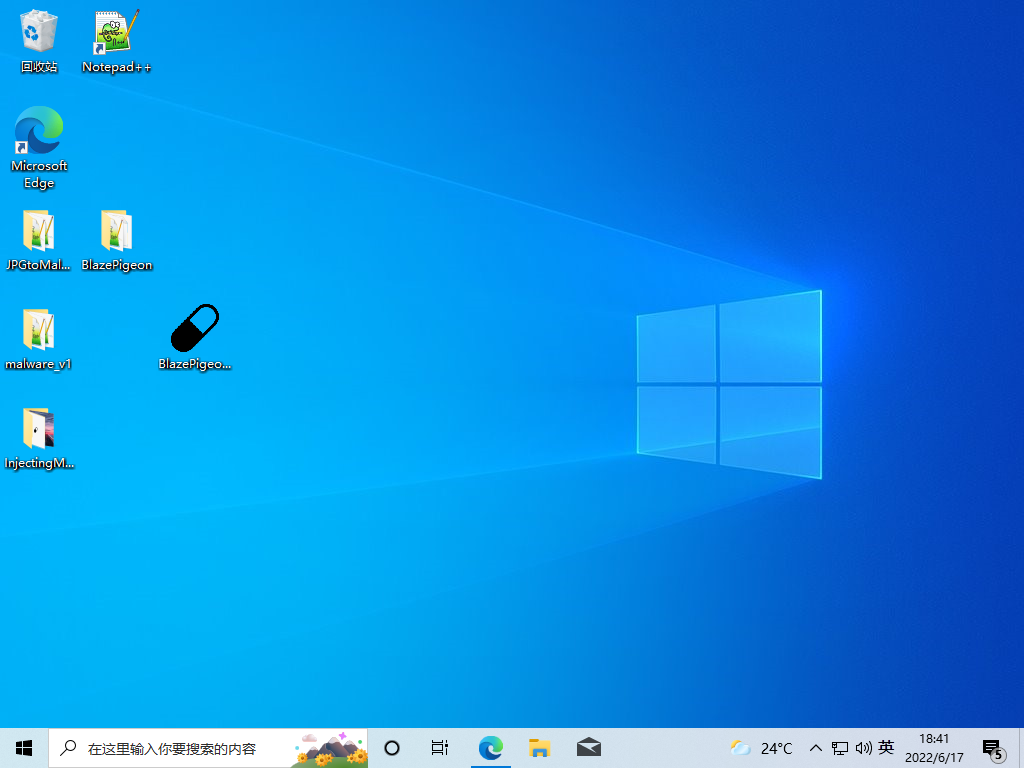 回收站
Notepad++
Microsoft
Edge
JPGtoMal...
BlazePigeon
malware_v1
BlazePigeo...
InjectingM...
在这里输入你要搜索的内容
24°C
英
18:41
2022/6/17
5